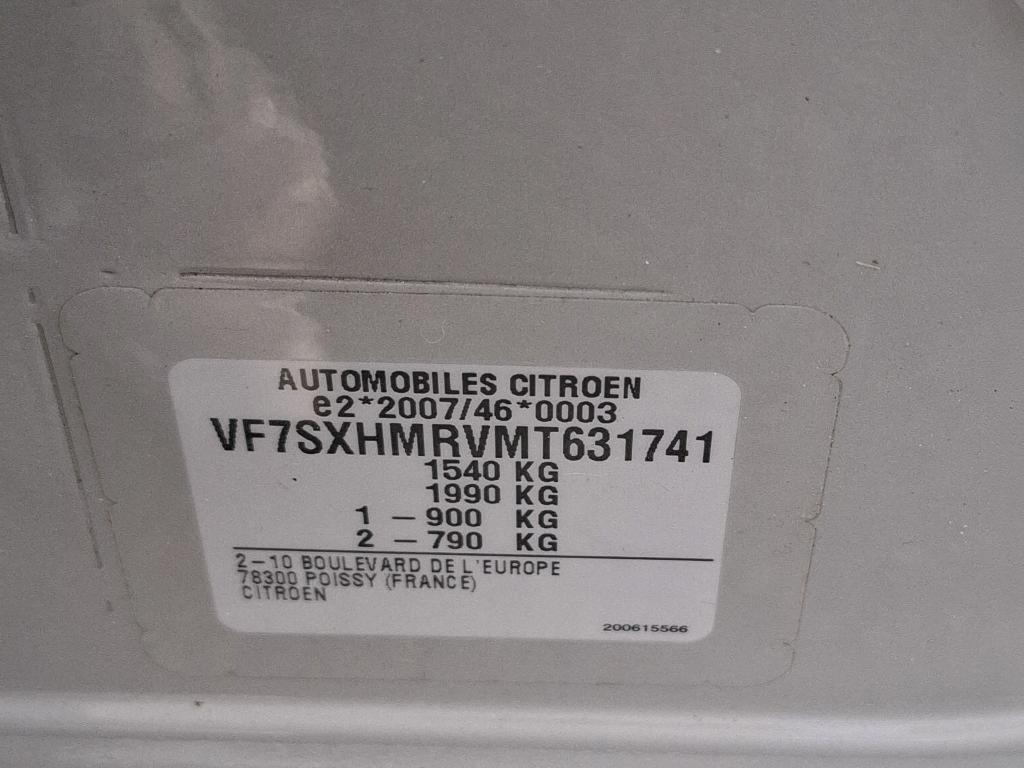 AUTOMOBILES CITROEN
e2*2007/46*0003
VF7SXHMRVMT631741
1540 KG
1990 KG
1 – 900 KG
2 – 790 KG
2–10 BOULEVARD DE L'EUROPE
78300 POISSY (FRANCE)
CITROEN
200615566